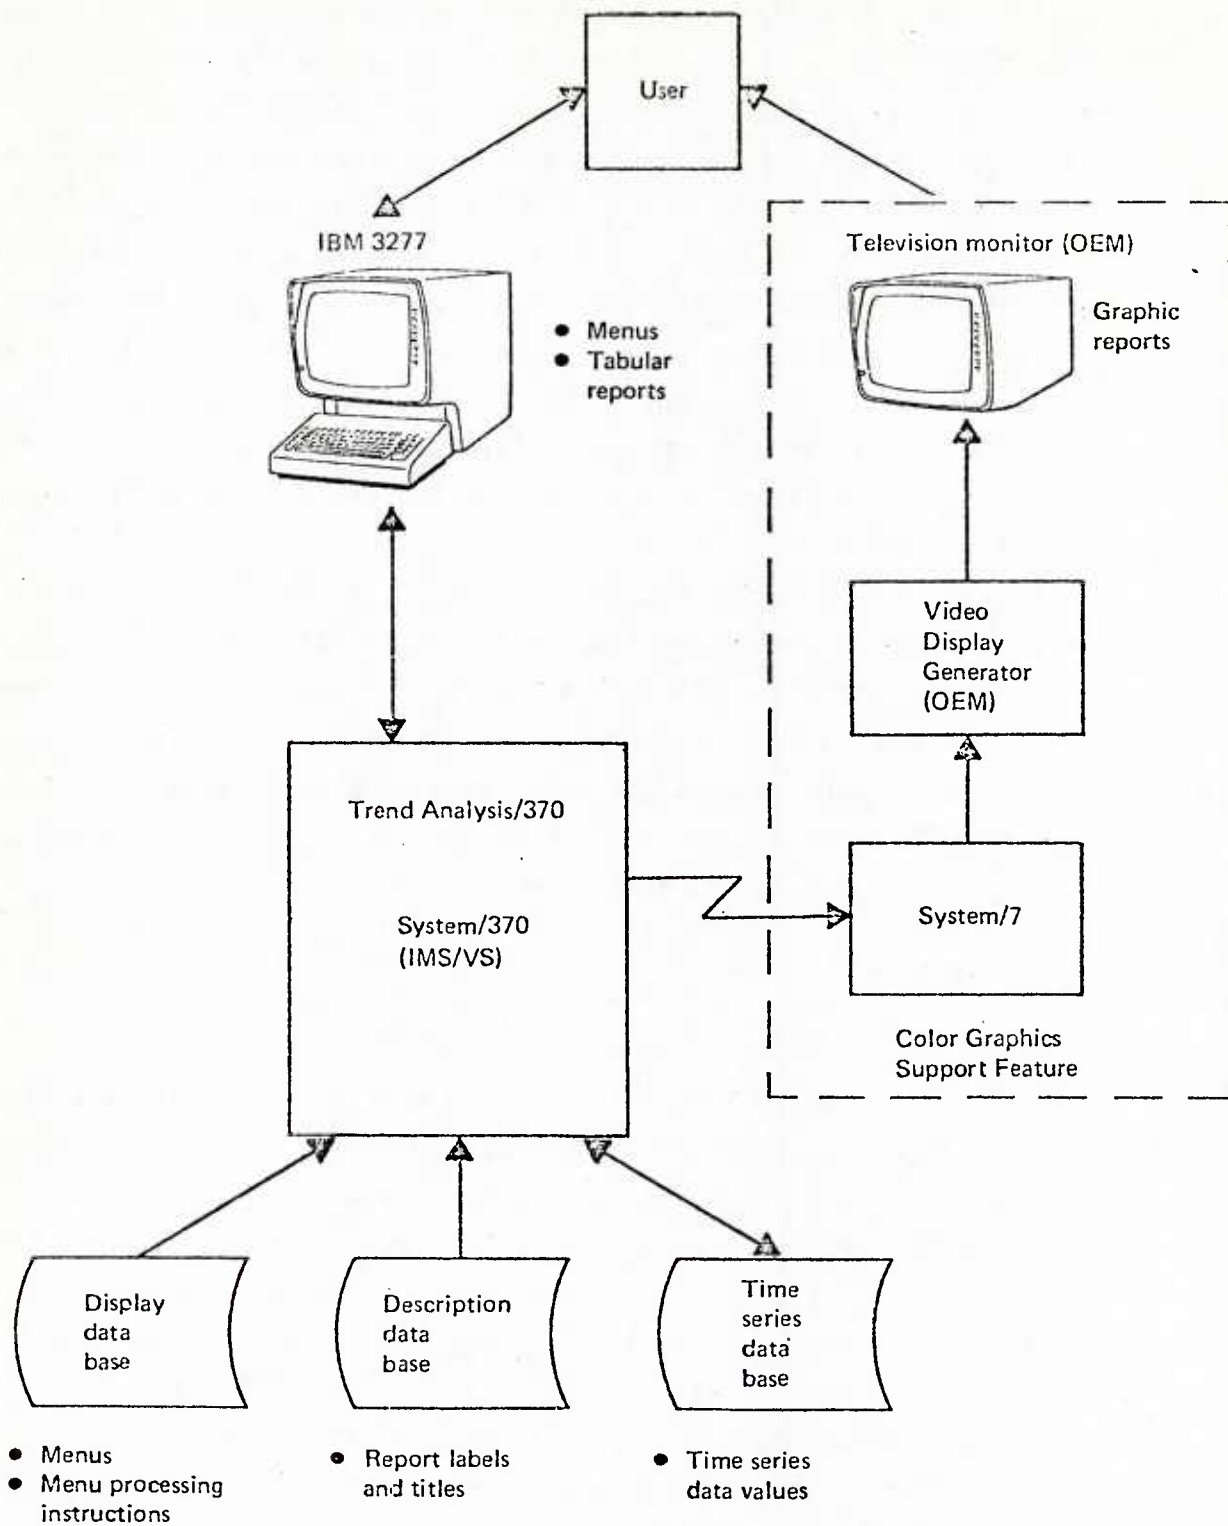 User
IBM 3277
Television monitor (OEM)
• Menus
• Tabular
reports
Graphic
reports
Video
Display
Generator
(OEM)
Trend Analysis/370
System/370
(IMS/VS)
System/7
Color Graphics
Support Feature
Display
data
base
Description
data
base
Time
series
data
base
• Menus
• Menu processing
instructions
• Report labels
and titles
• Time series
data values